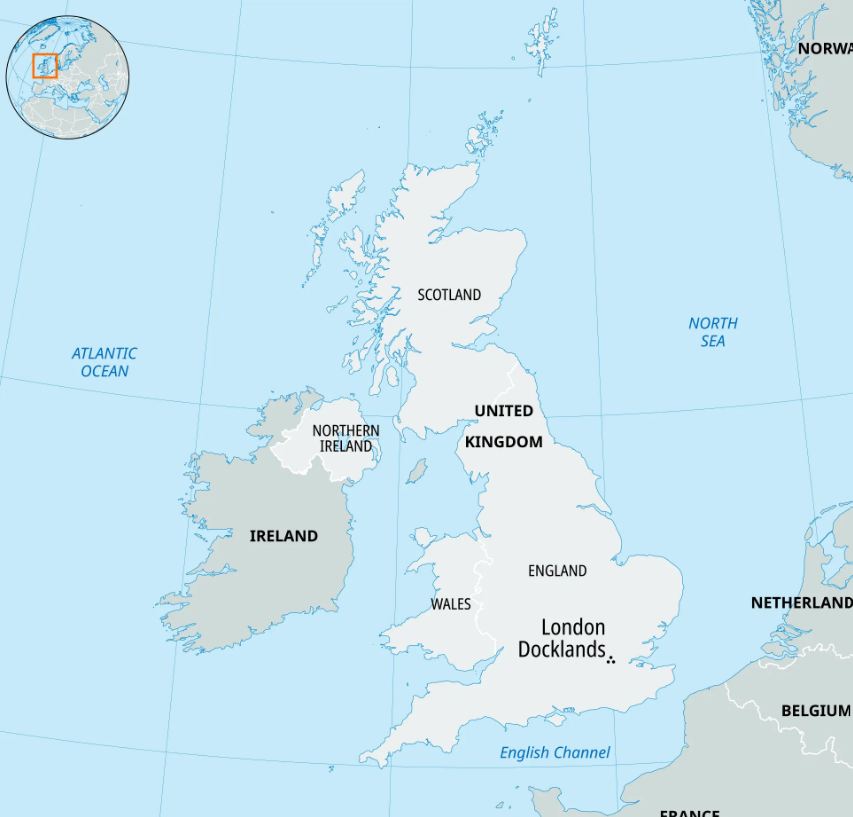 NORWA
SCOTLAND
NORTH
SEA
ATLANTIC
OCEAN
UNITED
KINGDOM
NORTHERN
IRELAND
IRELAND
ENGLAND
WALES
NETHERLAND
London
Docklands
BELGIUM
English Channel
FRANCE